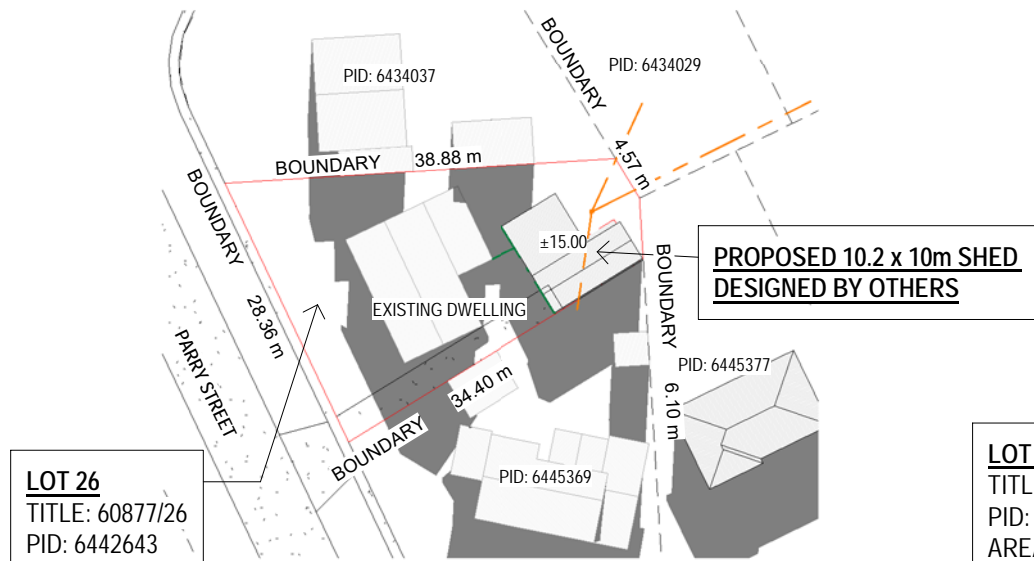 BOUNDARY
PID: 6434029
PID: 6434037
BOUNDARY 38.88 m
4.57 m
BOUNDARY
±15.00
PROPOSED 10.2 x 10m SHED
DESIGNED BY OTHERS
BOUNDARY
EXISTING DWELLING
28.36 m
PARRY STREET
PID: 6445377
34.40 m
6.10 m
BOUNDARY
PID: 6445369
LOT 26
TITLE: 60877/26
PID: 6442643
LOT
TITL
PID:
AREA